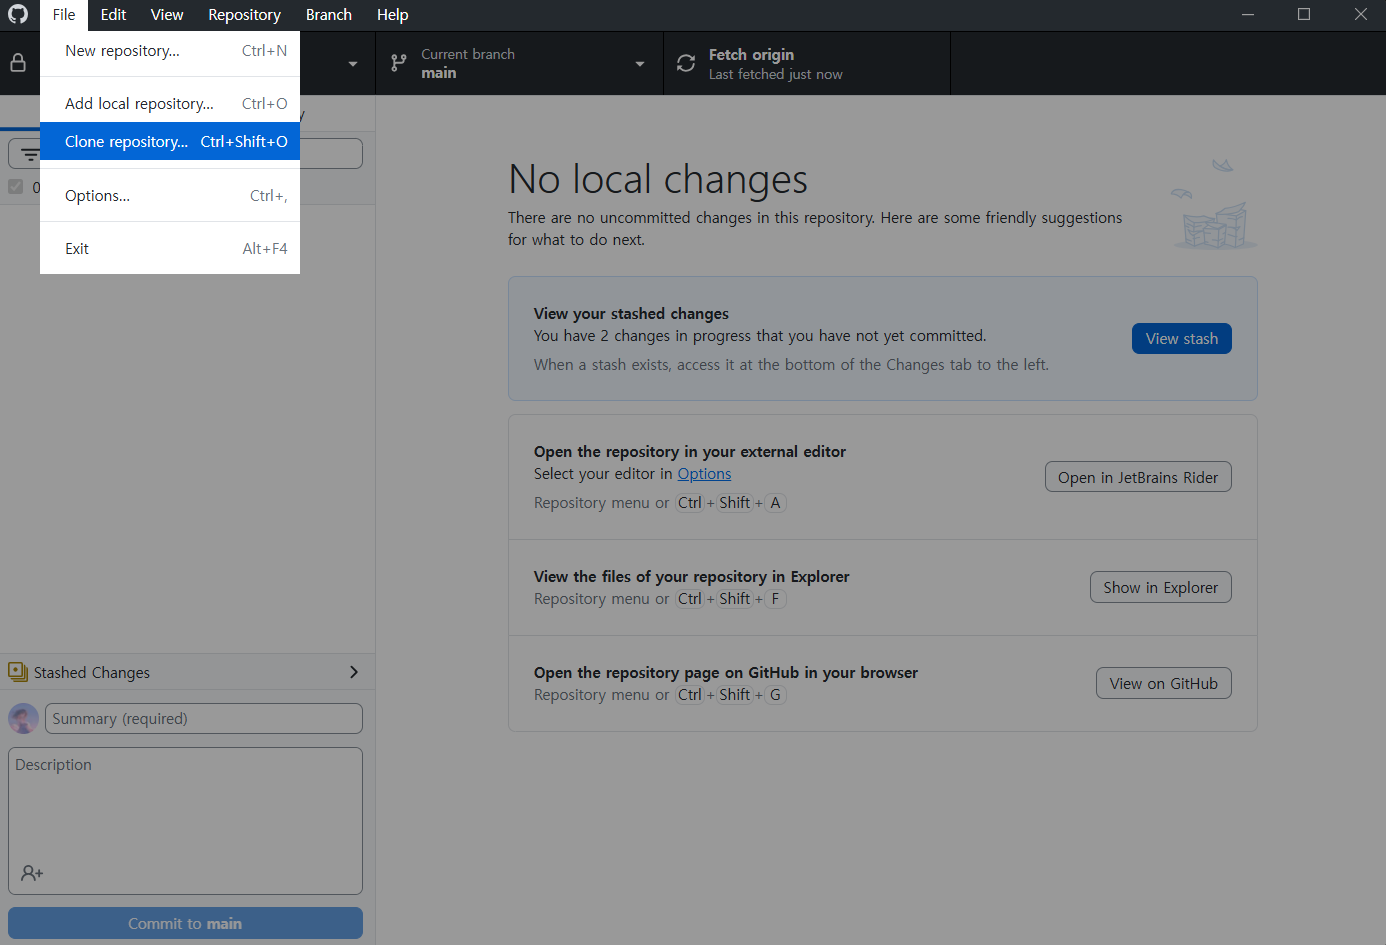 File Edit View Repository Branch Help
New repository... Ctrl+N
Add local repository... Ctrl+O
Clone repository... Ctrl+Shift+O
Options... Ctrl+,
Exit Alt+F4
Current branch
main
Fetch origin
Last fetched just now
0
No local changes
There are no uncommitted changes in this repository. Here are some friendly suggestions
for what to do next.
View your stashed changes
You have 2 changes in progress that you have not yet committed.
When a stash exists, access it at the bottom of the Changes tab to the left.
View stash
Open the repository in your external editor
Select your editor in Options
Repository menu or Ctrl + Shift + A
Open in JetBrains Rider
View the files of your repository in Explorer
Repository menu or Ctrl + Shift + F
Show in Explorer
Open the repository page on GitHub in your browser
Repository menu or Ctrl + Shift + G
View on GitHub
Stashed Changes
Summary (required)
Description
Commit to main